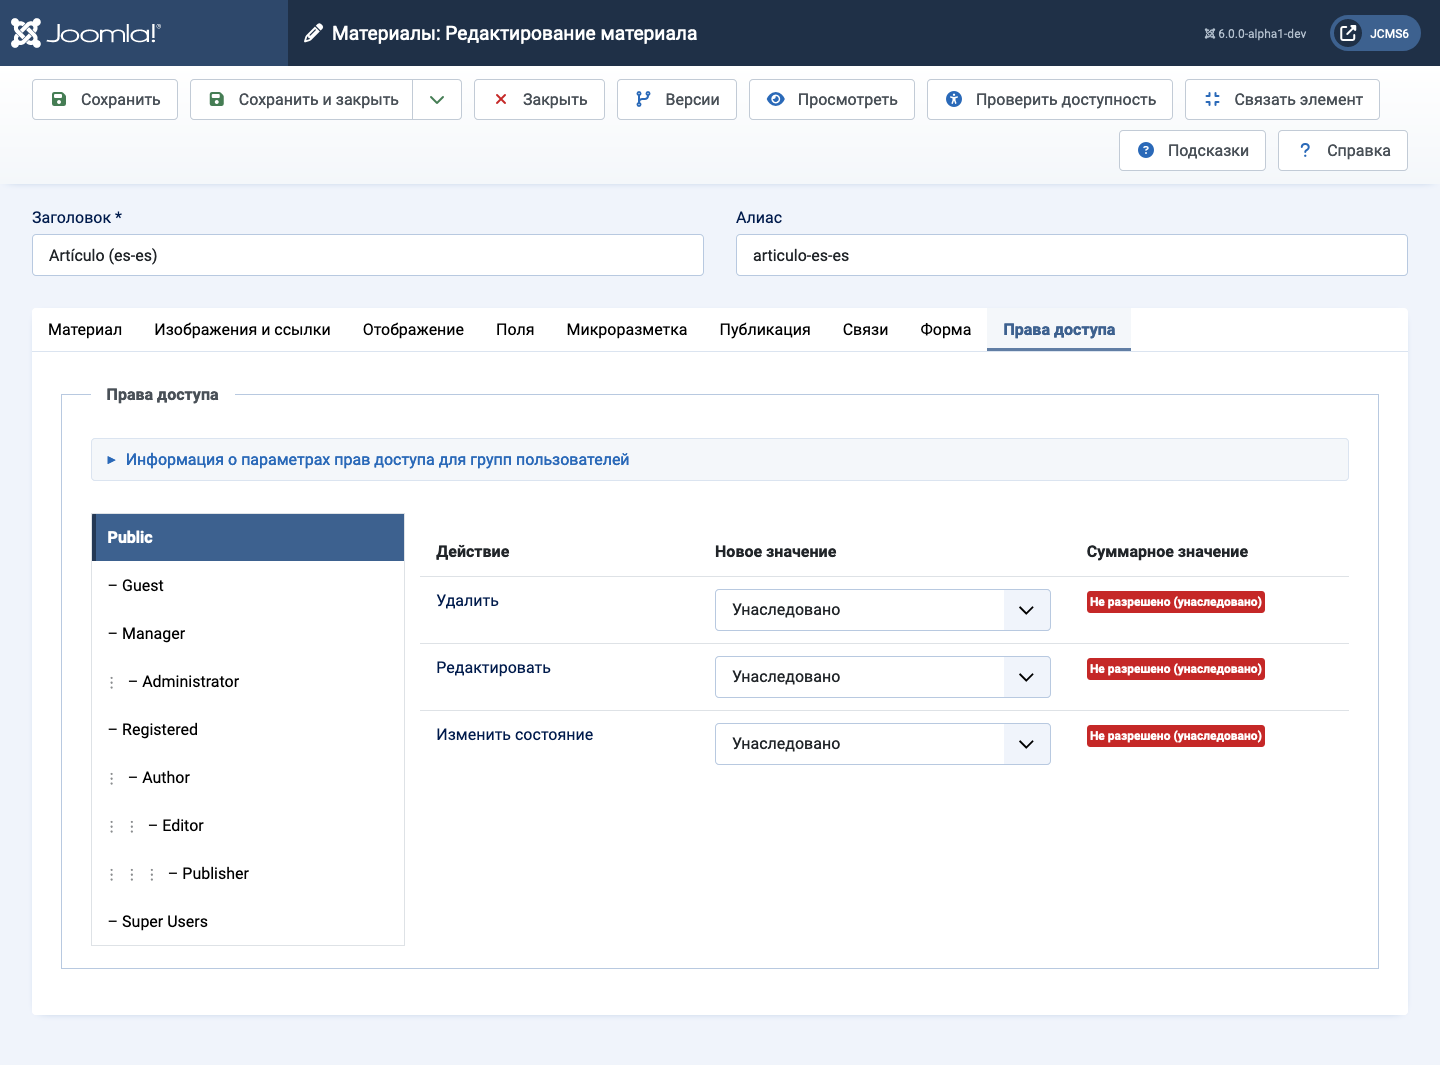 Joomla!®
Материалы: Редактирование материала
6.0.0-alpha1-dev
JCMS6
Сохранить
Сохранить и закрыть
Закрыть
Версии
Просмотреть
Проверить доступность
Связать элемент
Подсказки
? Справка
Заголовок *
Алиас
Artículo (es-es)
articulo-es-es
Материал
Изображения и ссылки
Отображение
Поля
Микроразметка
Публикация
Связи
Форма
Права доступа
Права доступа
Информация о параметрах прав доступа для групп пользователей
Public
– Guest
– Manager
– Administrator
– Registered
– Author
– Editor
– Publisher
– Super Users
Действие
Новое значение
Суммарное значение
Удалить
Унаследовано
Не разрешено (унаследовано)
Редактировать
Унаследовано
Не разрешено (унаследовано)
Изменить состояние
Унаследовано
Не разрешено (унаследовано)